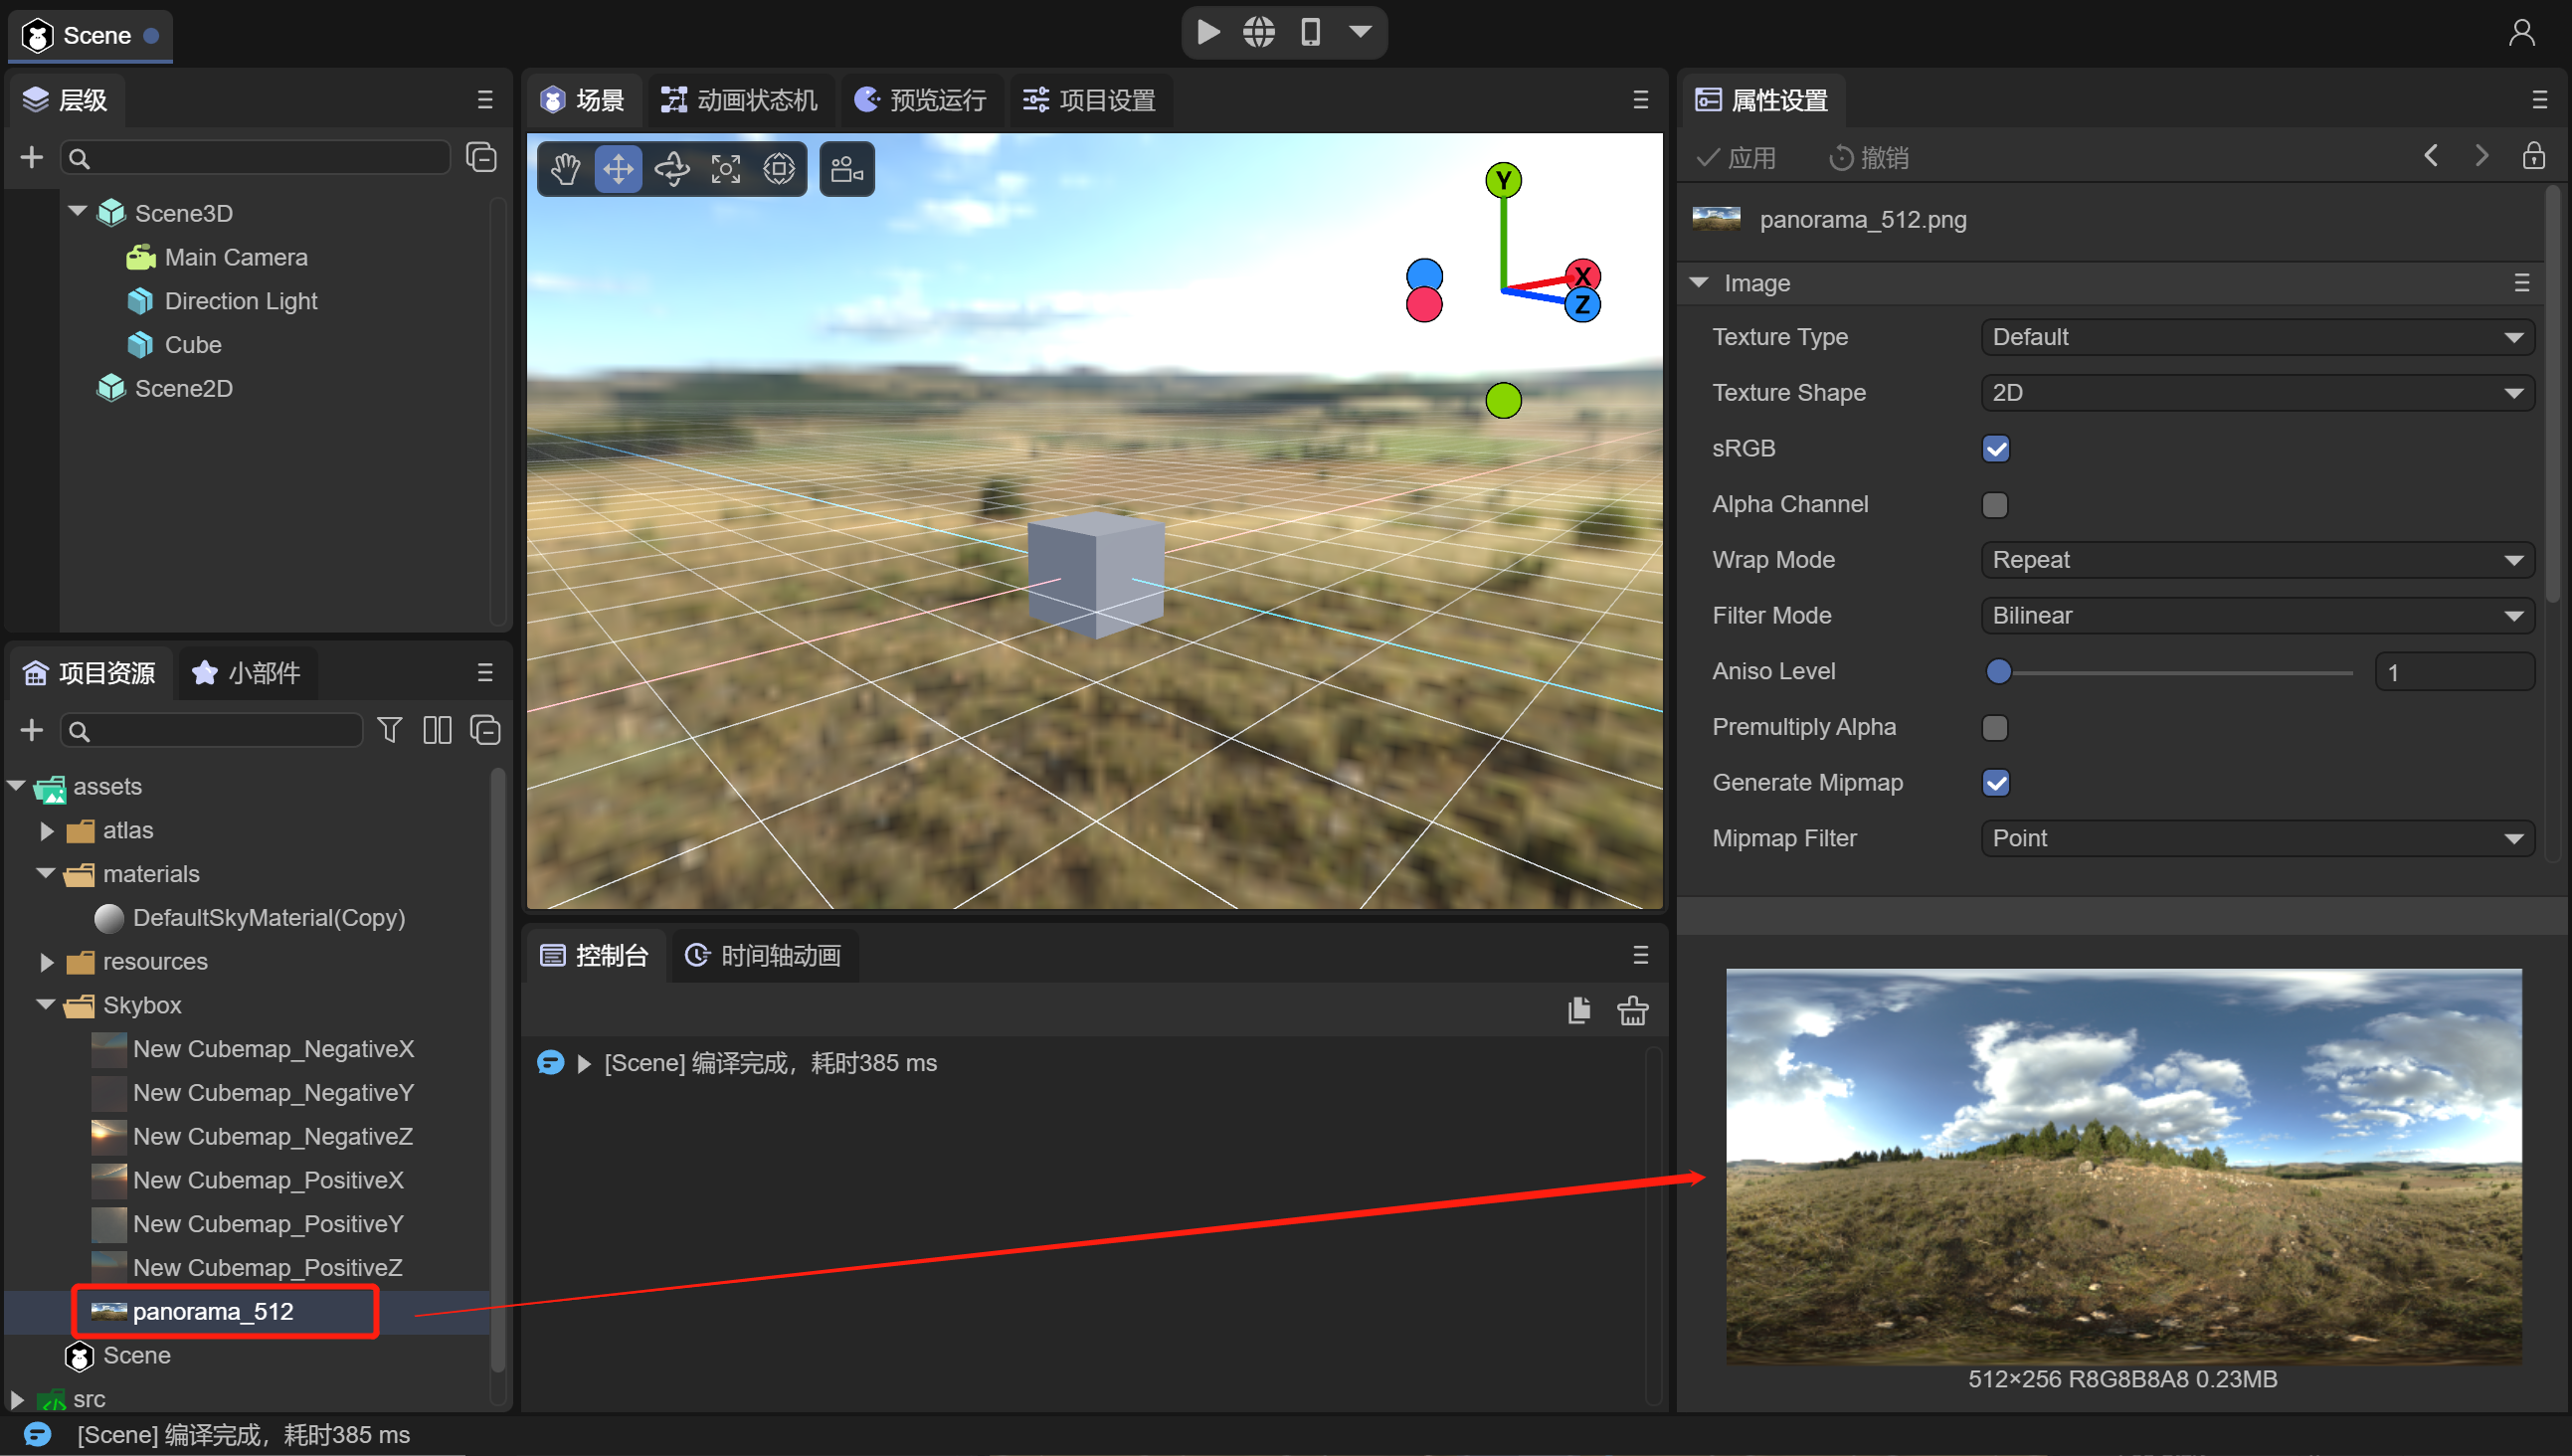 Scene
层级
Scene3D
Main Camera
Direction Light
Cube
Scene2D
项目资源
小部件
assets
atlas
materials
DefaultSkyMaterial(Copy)
resources
Skybox
New Cubemap_NegativeX
New Cubemap_NegativeY
New Cubemap_NegativeZ
New Cubemap_PositiveX
New Cubemap_PositiveY
New Cubemap_PositiveZ
panorama_512
Scene
src
场景
动画状态机
预览运行
项目设置
Y
X
Z
控制台
时间轴动画
[Scene] 编译完成，耗时385 ms
属性设置
应用
撤销
panorama_512.png
Image
Texture Type Default
Texture Shape 2D
sRGB
Alpha Channel
Wrap Mode Repeat
Filter Mode Bilinear
Aniso Level 1
Premultiply Alpha
Generate Mipmap
Mipmap Filter Point
512×256 R8G8B8A8 0.23MB
[Scene] 编译完成，耗时385 ms